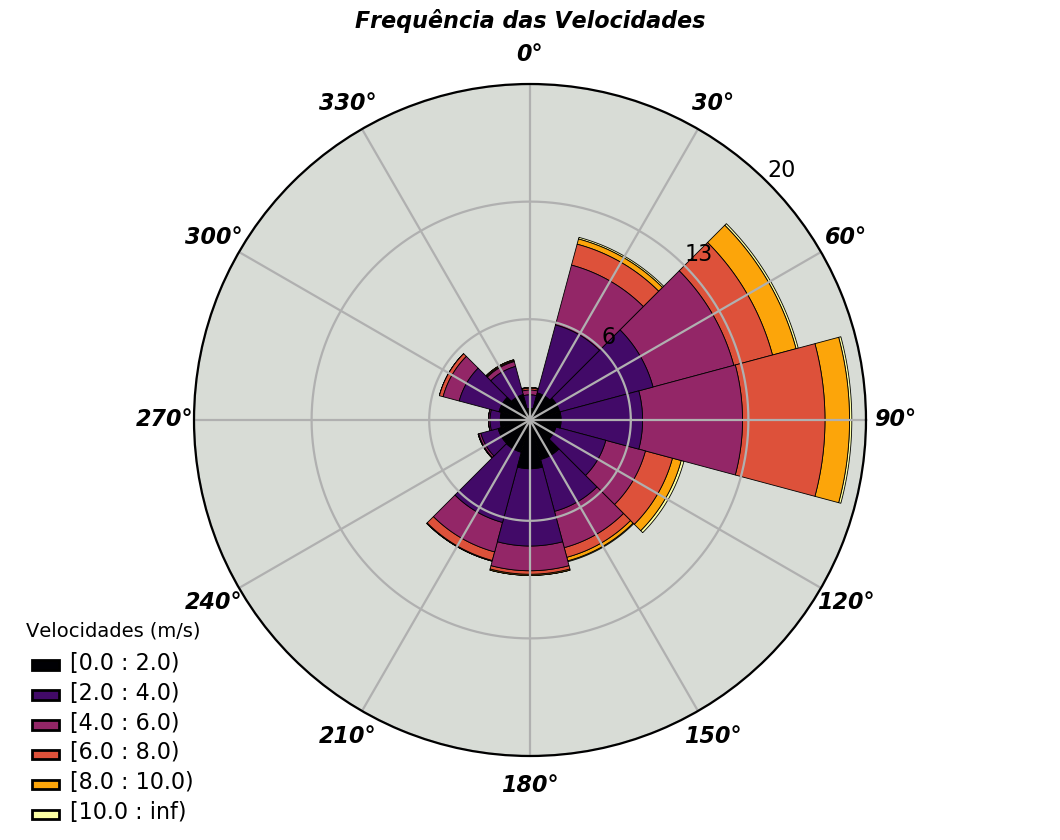 Frequência das Velocidades
0°
330°
30°
20
300°
60°
13
6
270°
90°
240°
120°
210°
150°
180°
Velocidades (m/s)
[0.0 : 2.0)
[2.0 : 4.0)
[4.0 : 6.0)
[6.0 : 8.0)
[8.0 : 10.0)
[10.0 : inf)